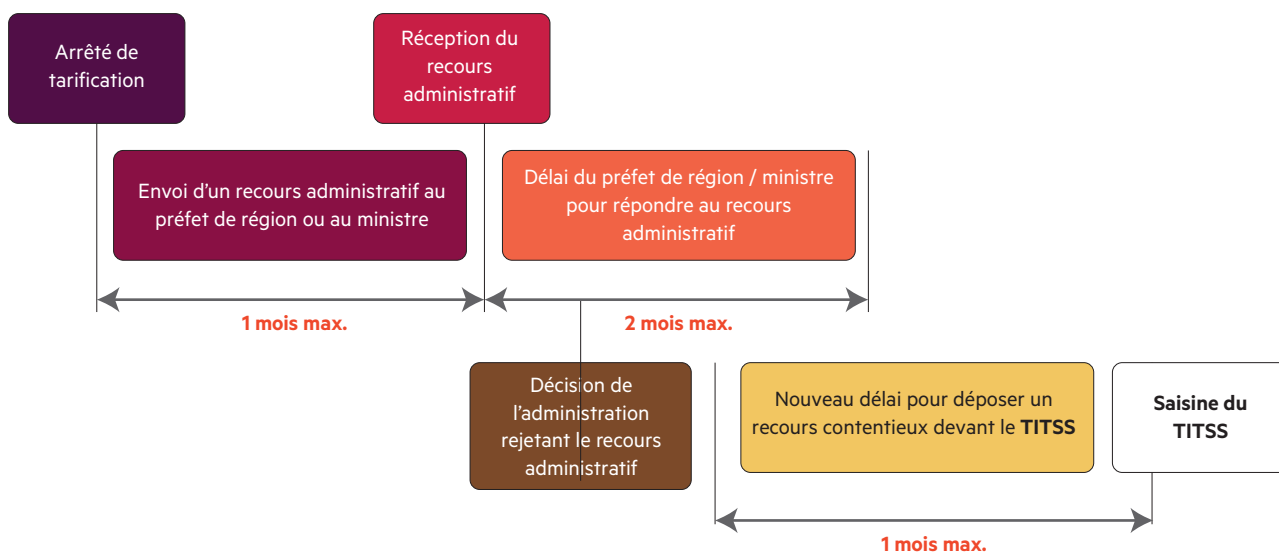 Arrêté de
tarification
Réception du
recours
administratif
Envoi d'un recours administratif au
préfet de région ou au ministre
Délai du préfet de région / ministre
pour répondre au recours
administratif
1 mois max.
2 mois max.
Décision de
l'administration
rejetant le recours
administratif
Nouveau délai pour déposer un
recours contentieux devant le TITSS
Saisine du
TITSS
1 mois max.